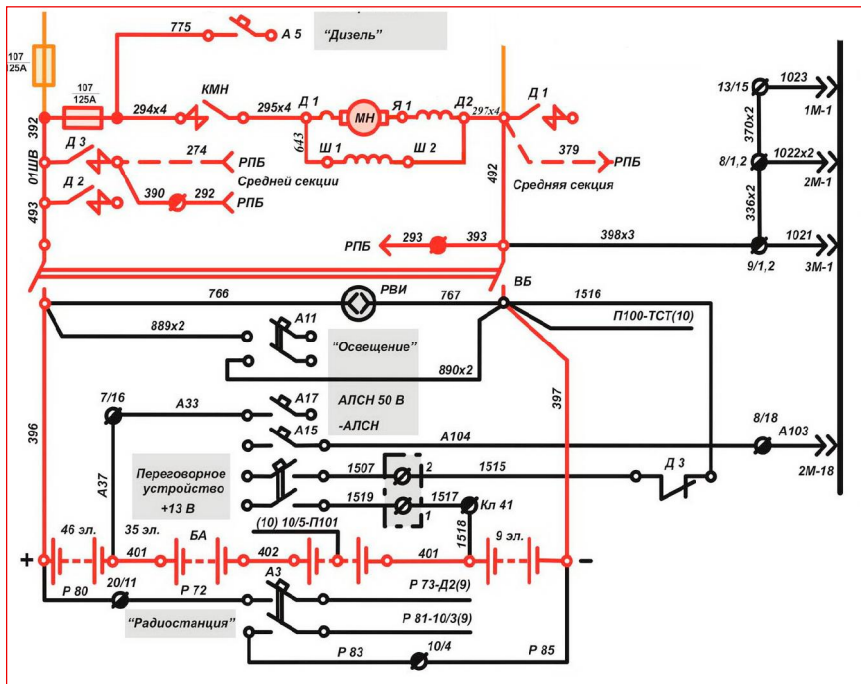 775
А 5
"Дизель"
107
125А
107
125А
294х4
КМН
295х4
Д 1
МН
Я 1
Д2
297х4
Д 1
13/15
1023
1М-1
392
643
Ш 1
Ш 2
370х2
Д 3
274
РПБ
379
РПБ
8/1,2
1022х2
2М-1
01ШВ
Средней секции
492
Средняя секция
Д 2
390
292
РПБ
336х2
493
РПБ
293
393
398х3
1021
9/1,2
3М-1
766
РВИ
767
ВБ
1516
889х2
А11
"Освещение"
П100-ТСТ(10)
890х2
7/16
А33
А17
АЛСН 50 В
397
396
А15
-АЛСН
А104
8/18
А103
2М-18
А37
Переговорное
устройство
+13 В
1507
2
1515
Д 3
1519
1
1517
Кл 41
1518
46 эл.
35 эл.
БА
(10) 10/5-П101
9 эл.
+
401
402
401
-
Р 80
20/11
Р 72
А3
Р 73-Д2(9)
"Радиостанция"
Р 81-10/3(9)
Р 83
10/4
Р 85